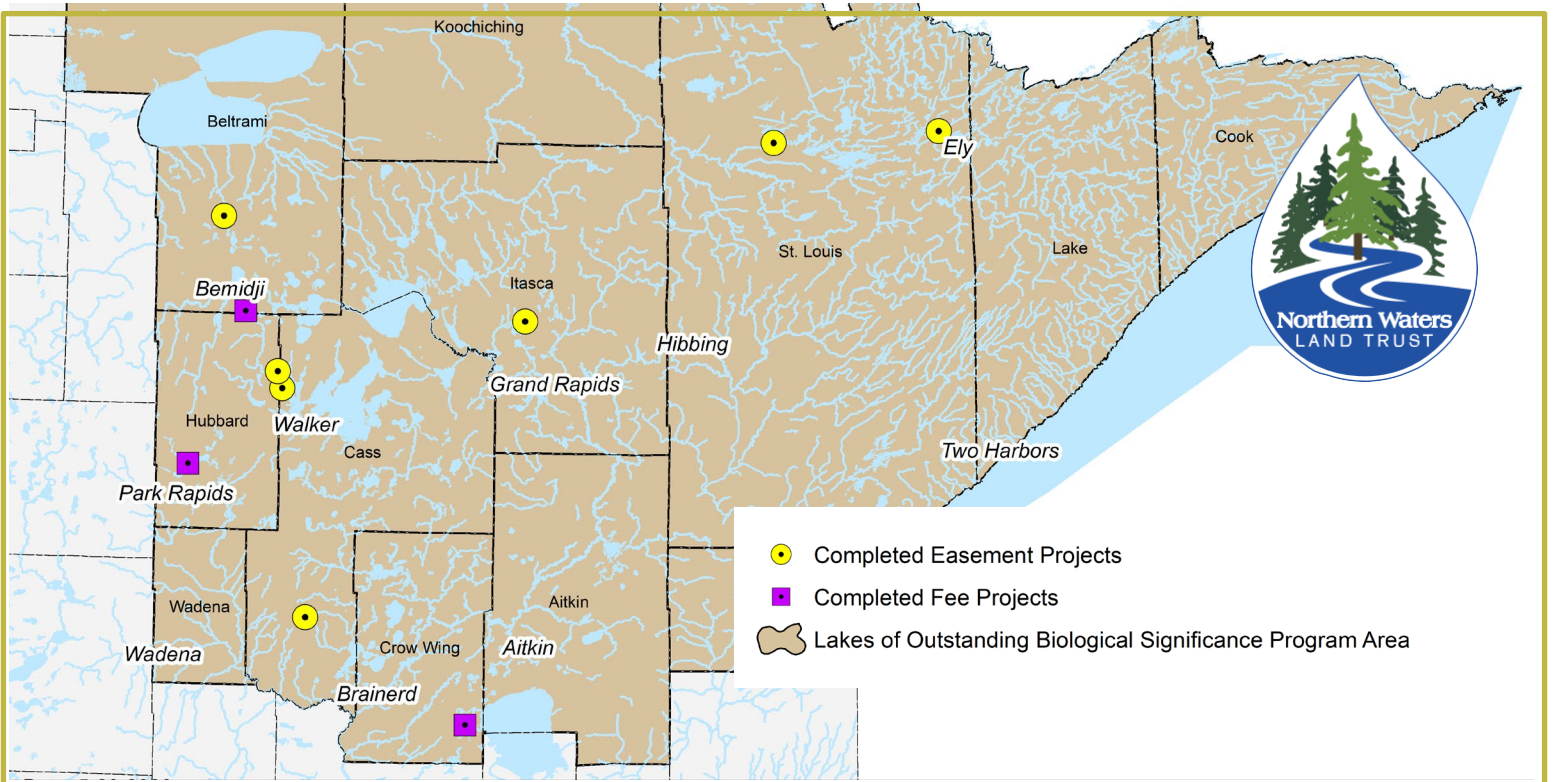 Koochiching
Beltrami
Ely
Cook
St. Louis
Lake
Itasca
Bemidji
Northern Waters
LAND TRUST
Hibbing
Grand Rapids
Hubbard
Walker
Cass
Two Harbors
Park Rapids
Completed Easement Projects
Completed Fee Projects
Lakes of Outstanding Biological Significance Program Area
Wadena
Aitkin
Crow Wing
Aitkin
Wadena
Brainerd